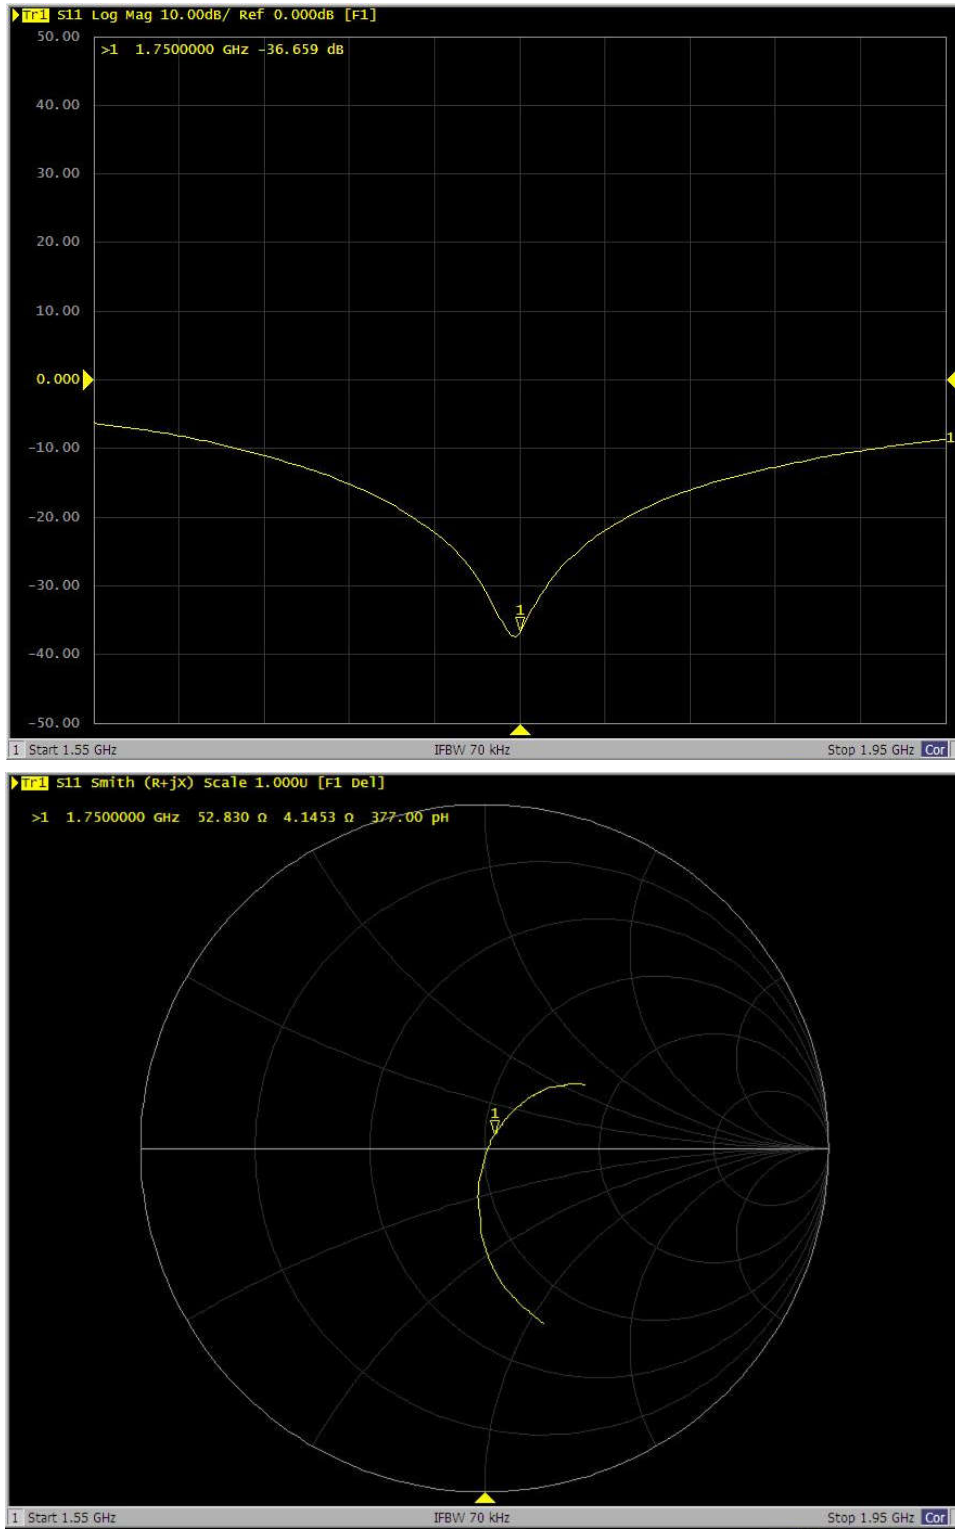 Tr1 S11 Log Mag 10.00dB/ Ref 0.000dB [F1]
50.00
>1 1.7500000 GHz -36.659 dB
40.00
30.00
20.00
10.00
0.000
-10.00
1
-20.00
-30.00
1
-40.00
-50.00
1 Start 1.55 GHz IFBW 70 kHz Stop 1.95 GHz Cor
Tr1 S11 Smith (R+jX) Scale 1.000U [F1 Del]
>1 1.7500000 GHz 52.830 Ω 4.1453 Ω 377.00 pH
1
1 Start 1.55 GHz IFBW 70 kHz Stop 1.95 GHz Cor